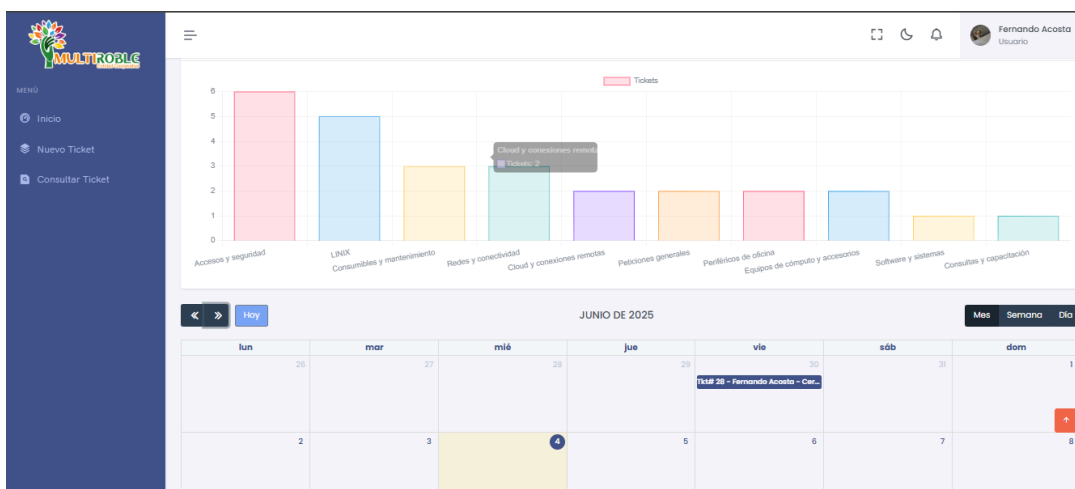 MULTIROBLE
MENÚ
Inicio
Nuevo Ticket
Consultar Ticket
Fernando Acosta
Usuario
Tickets
6
5
4
3
2
1
0
Cloud y conexiones remota
Tickets: 2
Accesos y seguridad
LINIX
Consumibles y mantenimiento
Redes y conectividad
Cloud y conexiones remotas
Peticiones generales
Periféricos de oficina
Equipos de cómputo y accesorios
Software y sistemas
Consultas y capacitación
Hoy
JUNIO DE 2025
Mes Semana Día
lun mar mié jue vie sáb dom
26 27 28 29 30 31 1
Tkt# 28 - Fernando Acosta - Cer...
2 3 4 5 6 7 8